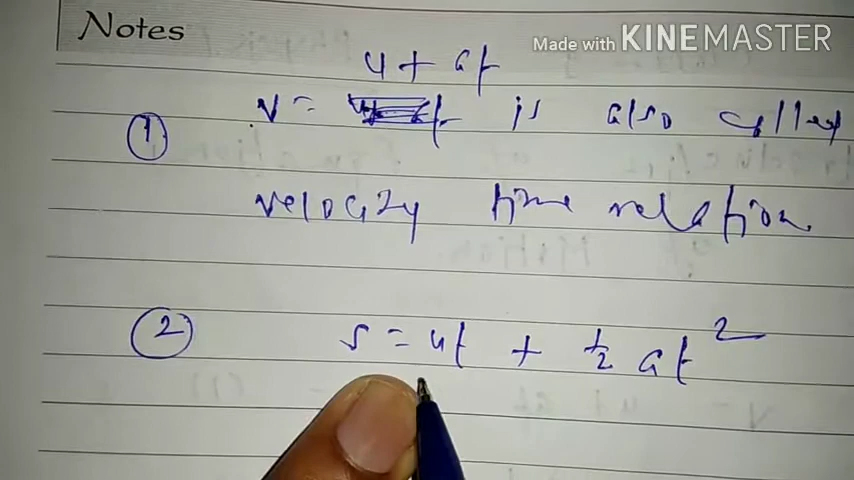 Notes
Made with KINEMASTER
u + at
① v = is also called
velocity time relation
② s = ut + 1/2 at²